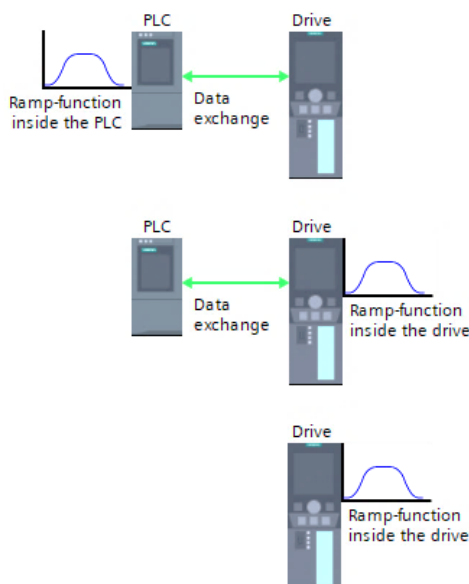 PLC
Drive
Ramp-function
inside the PLC
Data
exchange
PLC
Drive
Data
exchange
Ramp-function
inside the drive
Drive
Ramp-function
inside the drive